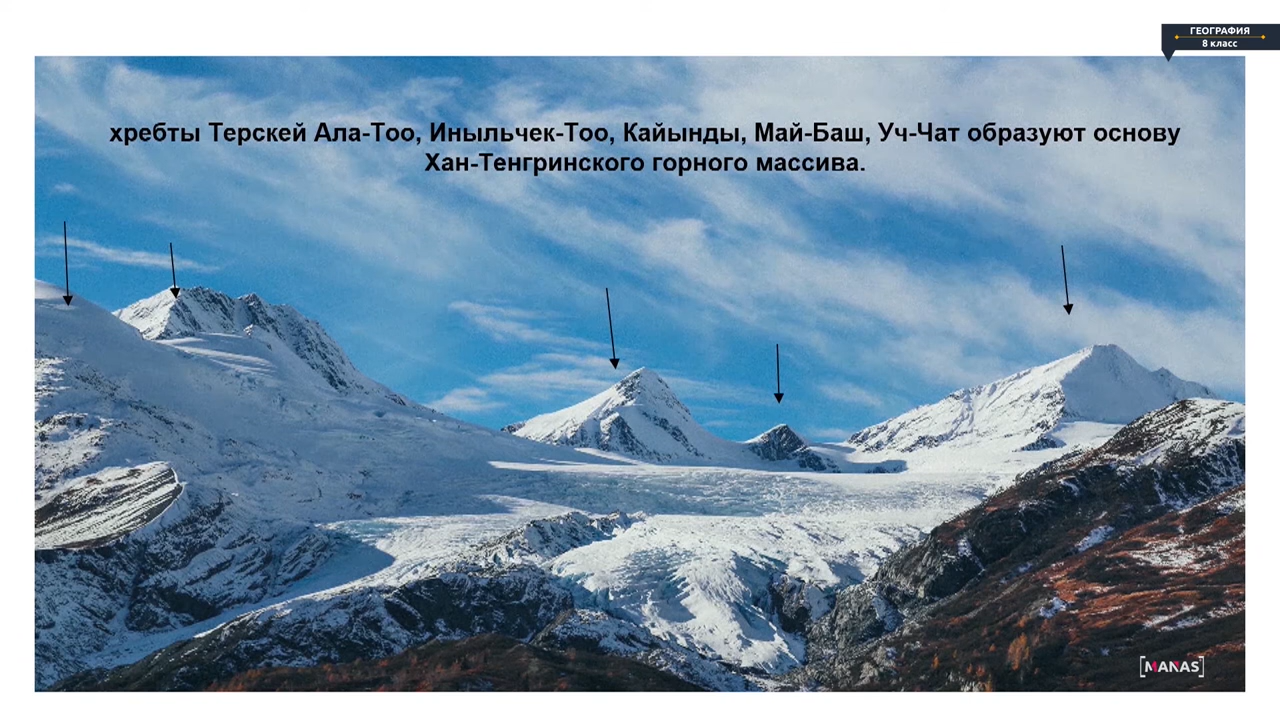 ГЕОГРАФИЯ
8 класс
хребты Терскей Ала-Тоо, Иныльчек-Тоо, Кайынды, Май-Баш, Уч-Чат образуют основу
Хан-Тенгринского горного массива.
[MANAS]